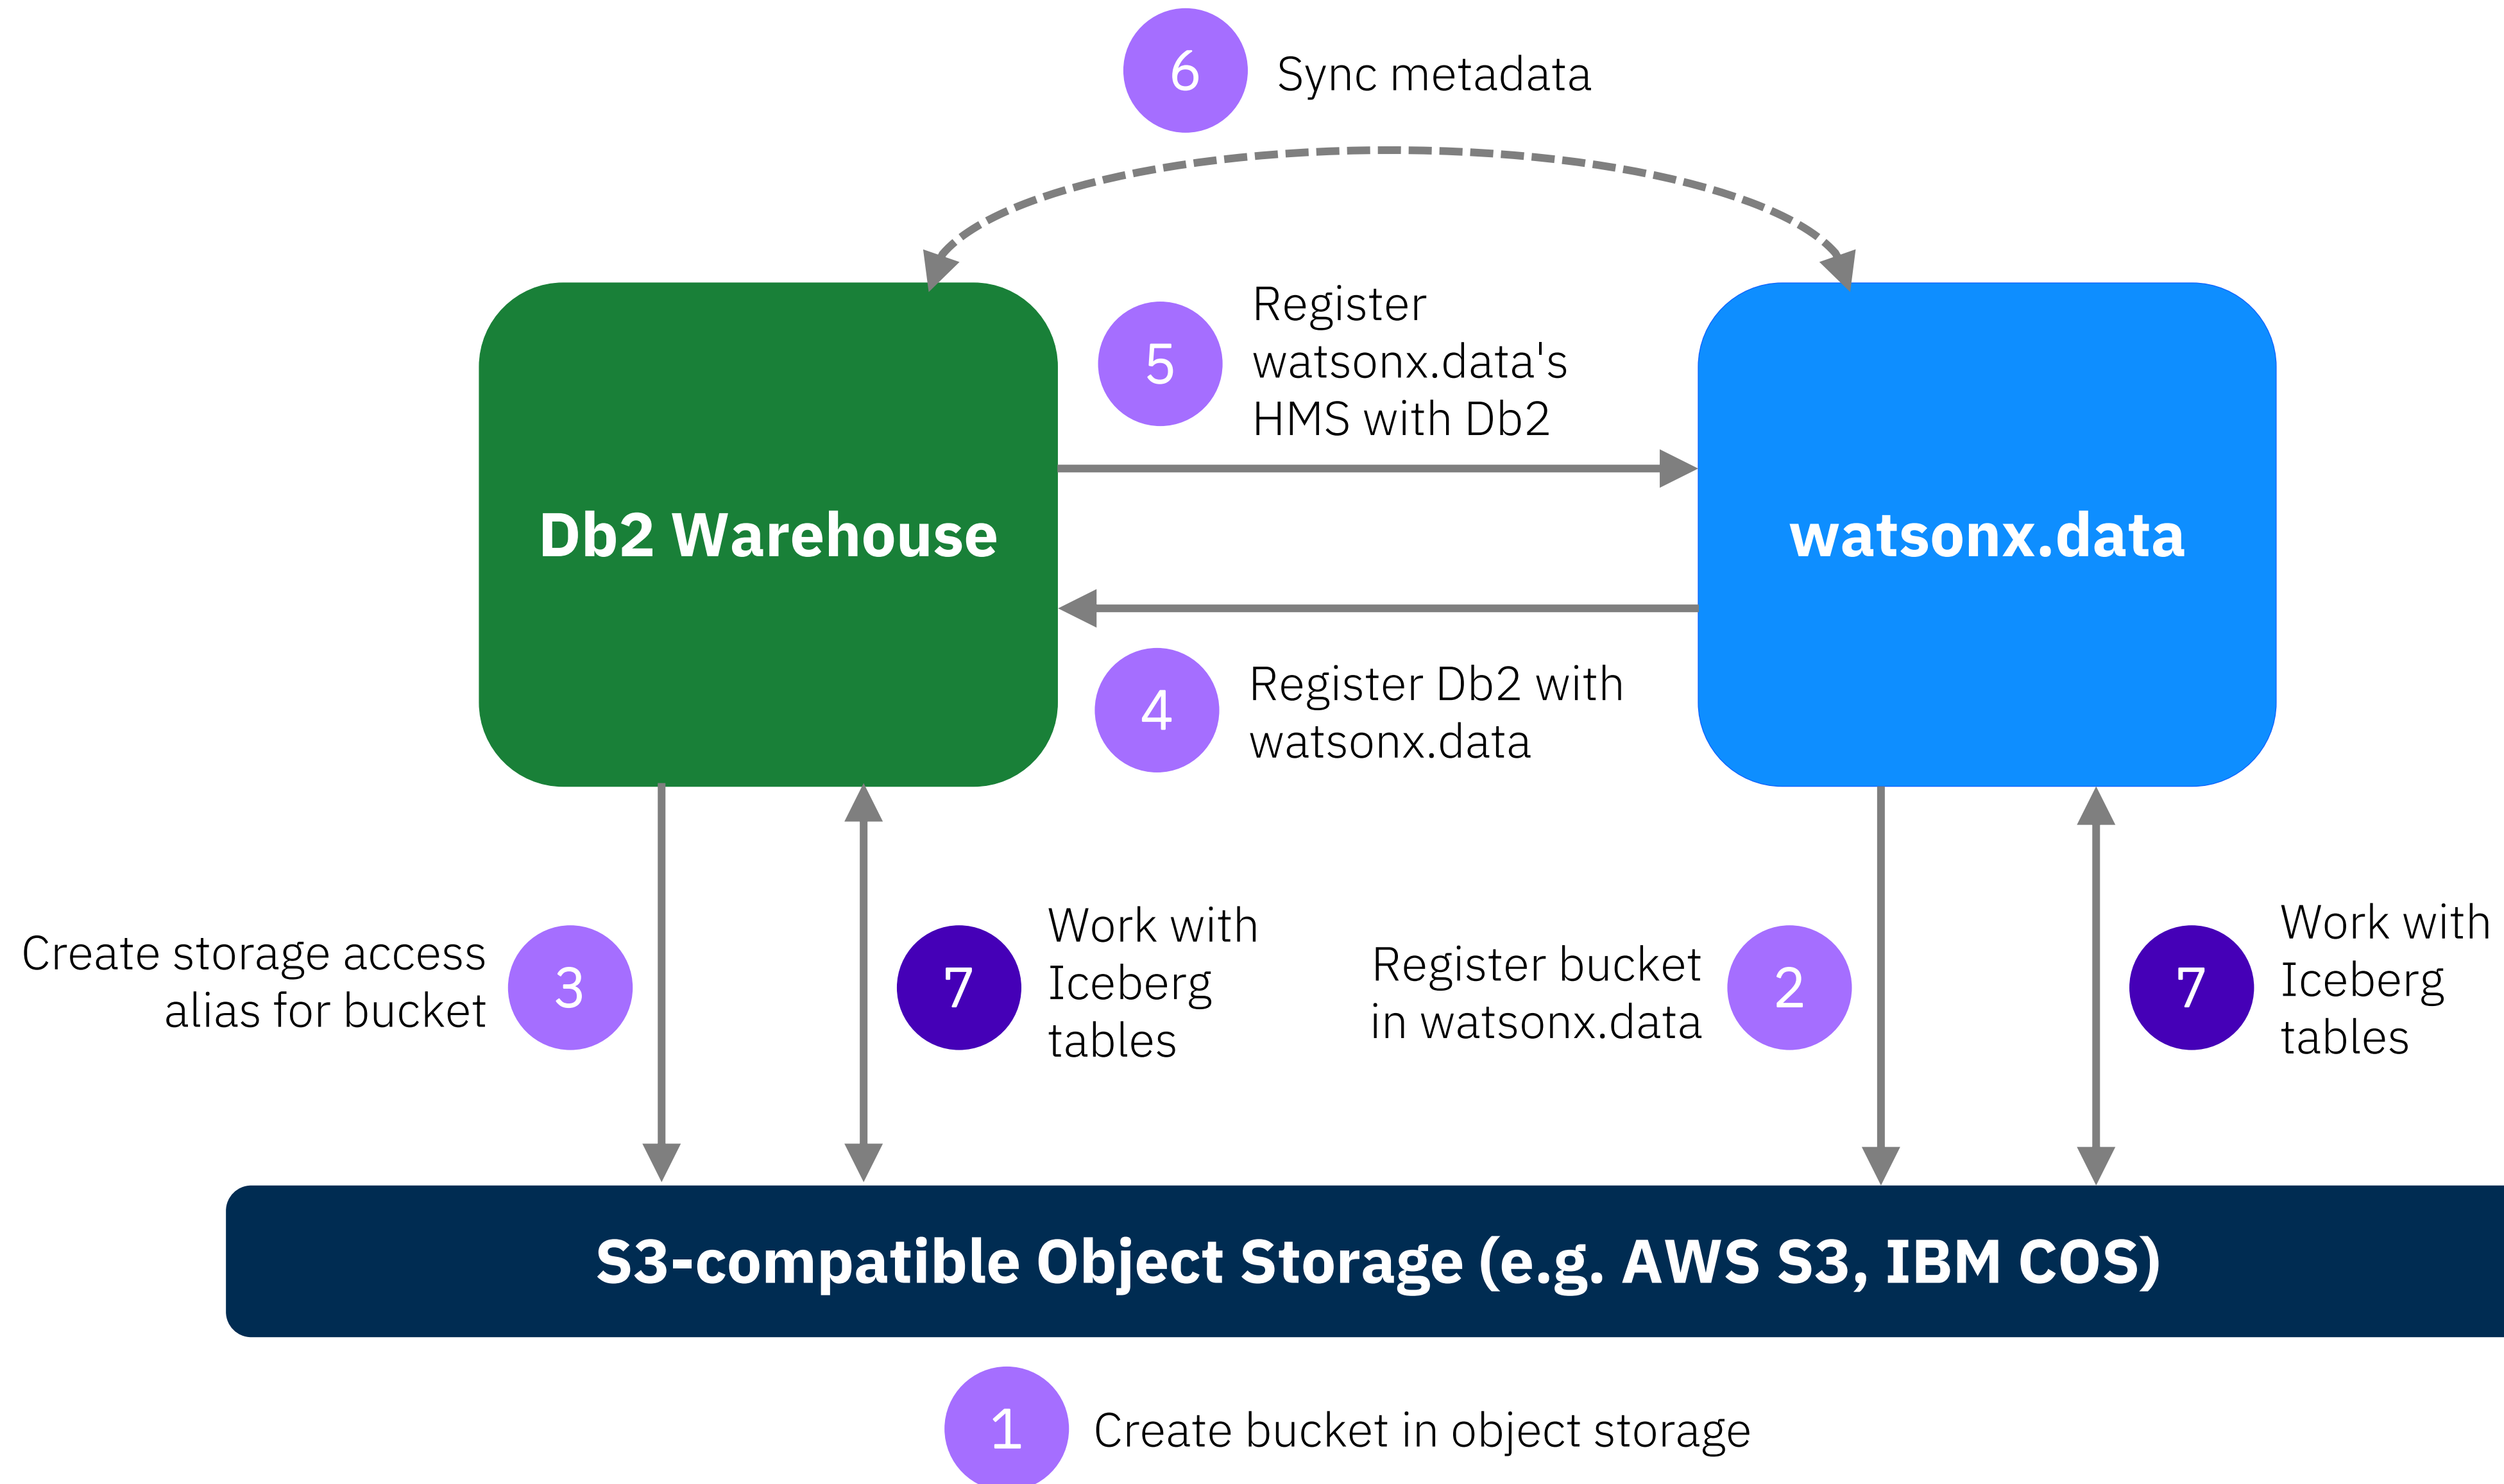 6
Sync metadata
5
Register
watsonx.data's
HMS with Db2
Db2 Warehouse
watsonx.data
4
Register Db2 with
watsonx.data
Create storage access
alias for bucket
3
7
Work with
Iceberg
tables
Register bucket
in watsonx.data
2
7
Work with
Iceberg
tables
S3-compatible Object Storage (e.g. AWS S3, IBM COS)
1
Create bucket in object storage